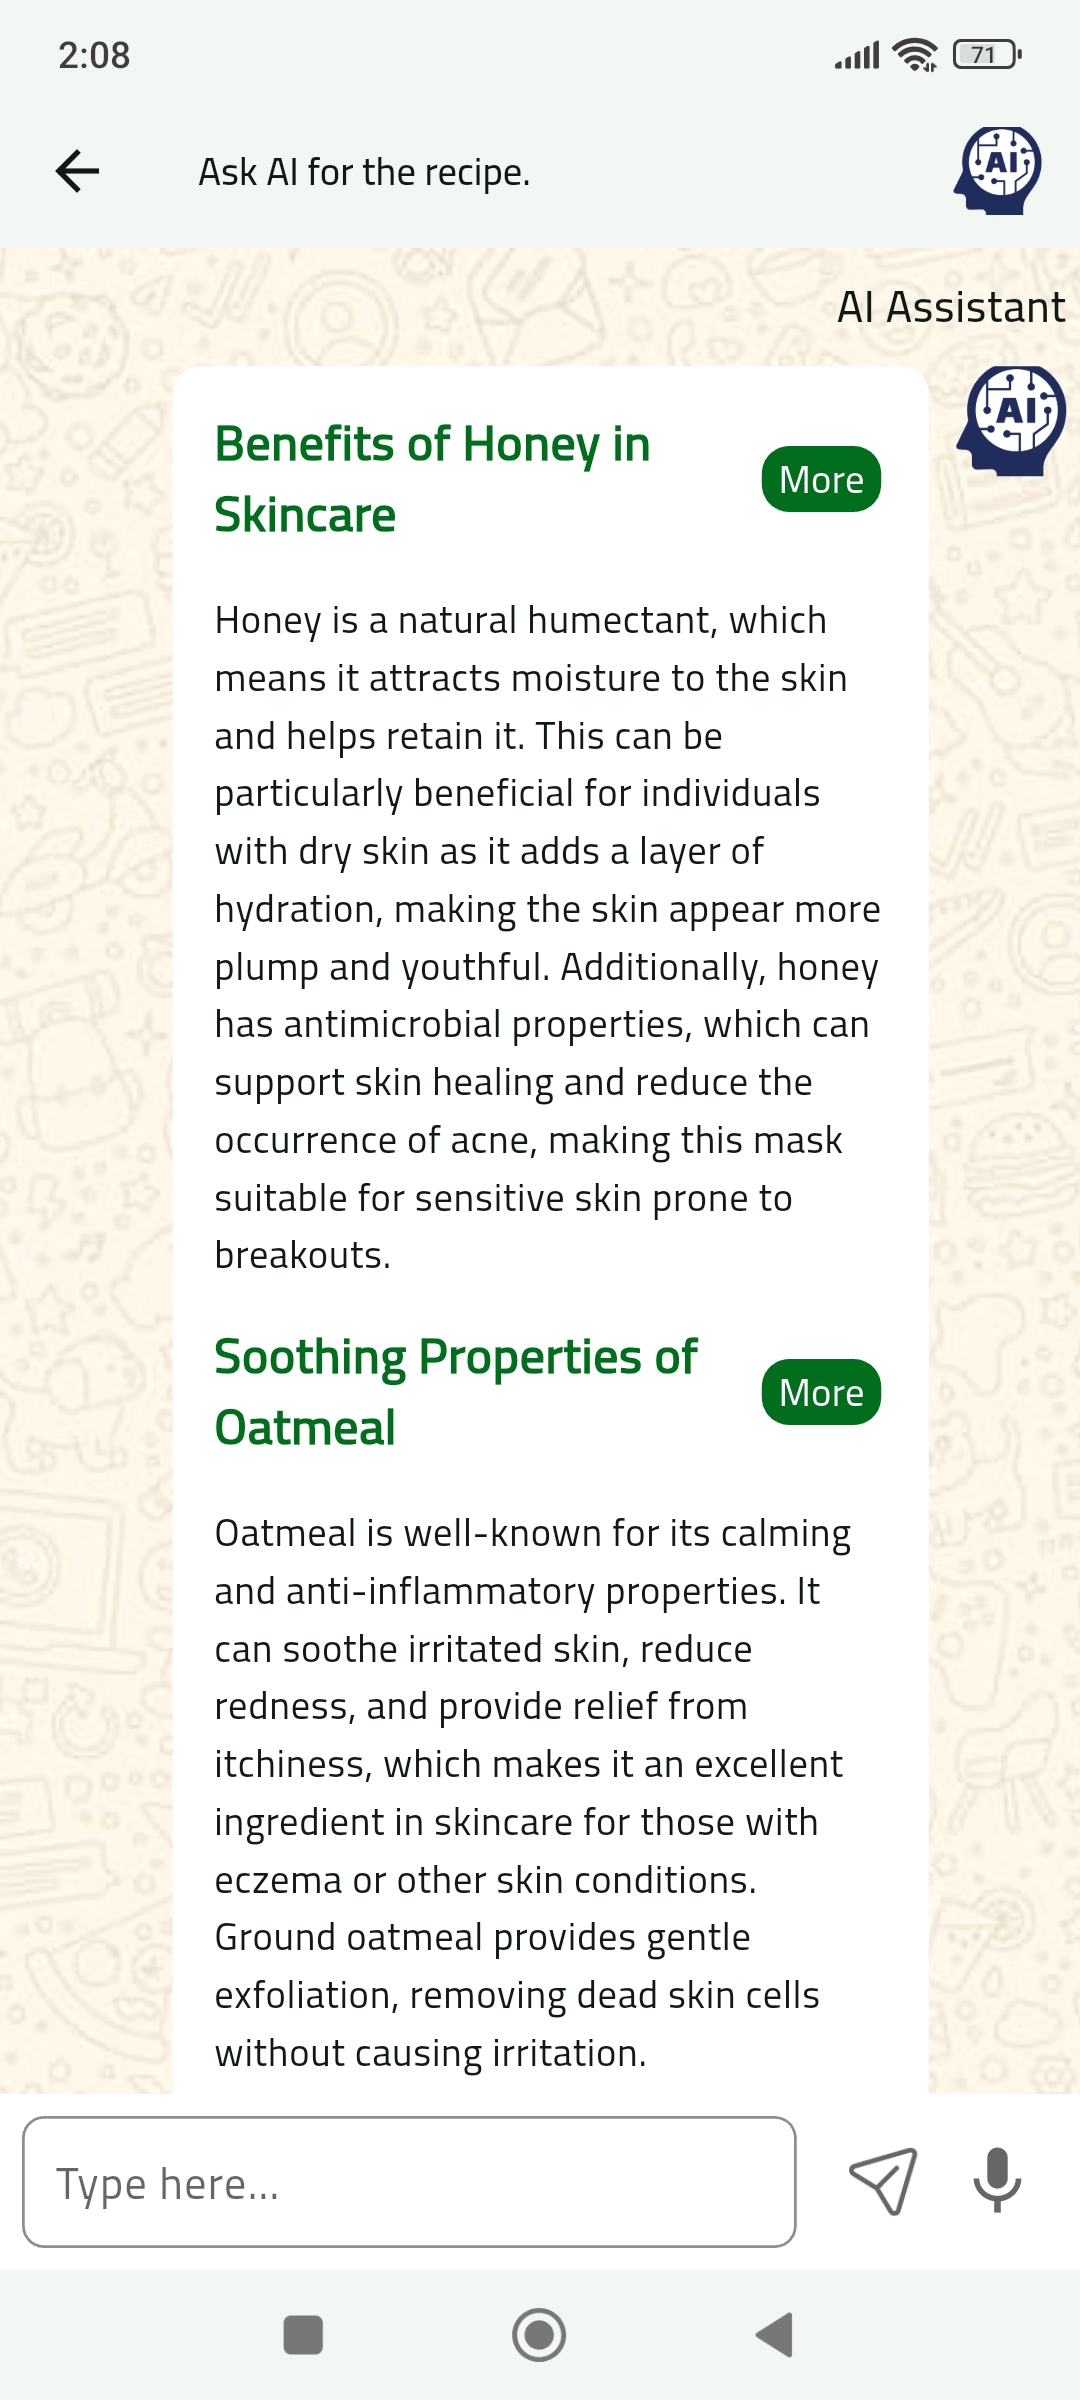 2:08
71
Ask AI for the recipe.
AI
AI Assistant
AI
Benefits of Honey in
Skincare
More
Honey is a natural humectant, which
means it attracts moisture to the skin
and helps retain it. This can be
particularly beneficial for individuals
with dry skin as it adds a layer of
hydration, making the skin appear more
plump and youthful. Additionally, honey
has antimicrobial properties, which can
support skin healing and reduce the
occurrence of acne, making this mask
suitable for sensitive skin prone to
breakouts.
Soothing Properties of
Oatmeal
More
Oatmeal is well-known for its calming
and anti-inflammatory properties. It
can soothe irritated skin, reduce
redness, and provide relief from
itchiness, which makes it an excellent
ingredient in skincare for those with
eczema or other skin conditions.
Ground oatmeal provides gentle
exfoliation, removing dead skin cells
without causing irritation.
Type here...